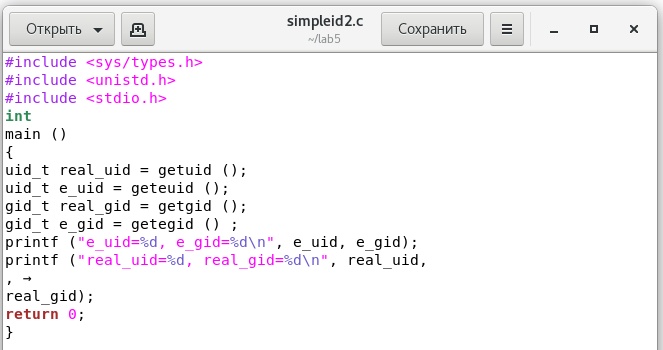 Открыть
simpleid2.c
~/lab5
Сохранить
#include <sys/types.h>
#include <unistd.h>
#include <stdio.h>
int
main ()
{
uid_t real_uid = getuid ();
uid_t e_uid = geteuid ();
gid_t real_gid = getgid ();
gid_t e_gid = getegid () ;
printf ("e_uid=%d, e_gid=%d\n", e_uid, e_gid);
printf ("real_uid=%d, real_gid=%d\n", real_uid,
, →
real_gid);
return 0;
}